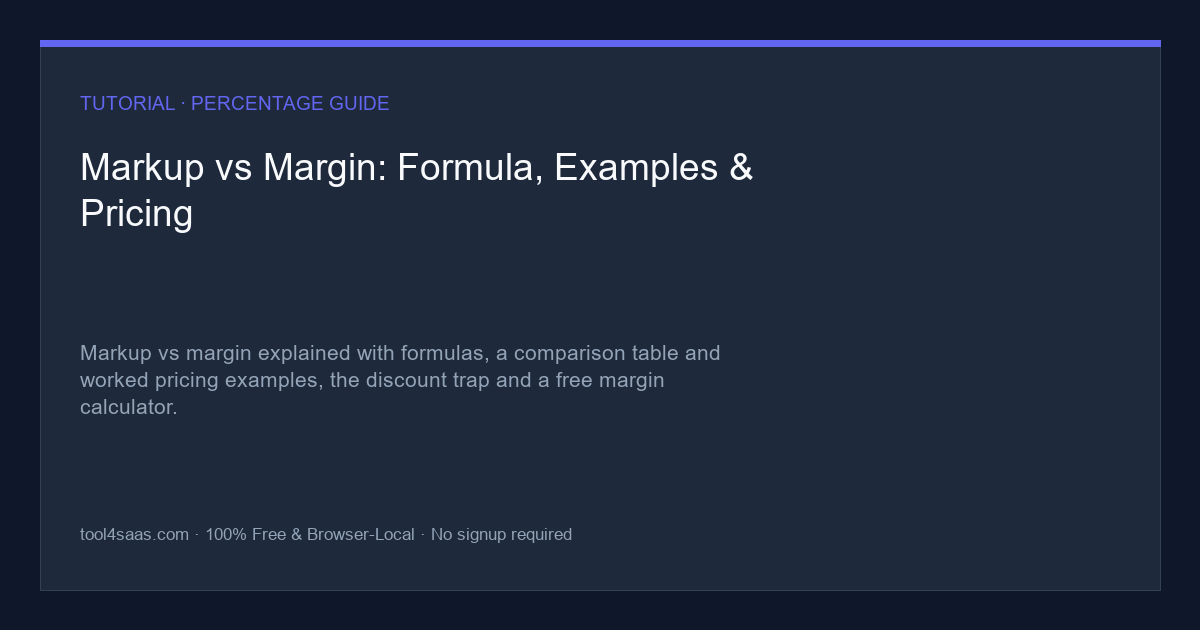 TUTORIAL · PERCENTAGE GUIDE
Markup vs Margin: Formula, Examples &
Pricing
Markup vs margin explained with formulas, a comparison table and
worked pricing examples, the discount trap and a free margin
calculator.
tool4saas.com · 100% Free & Browser-Local · No signup required